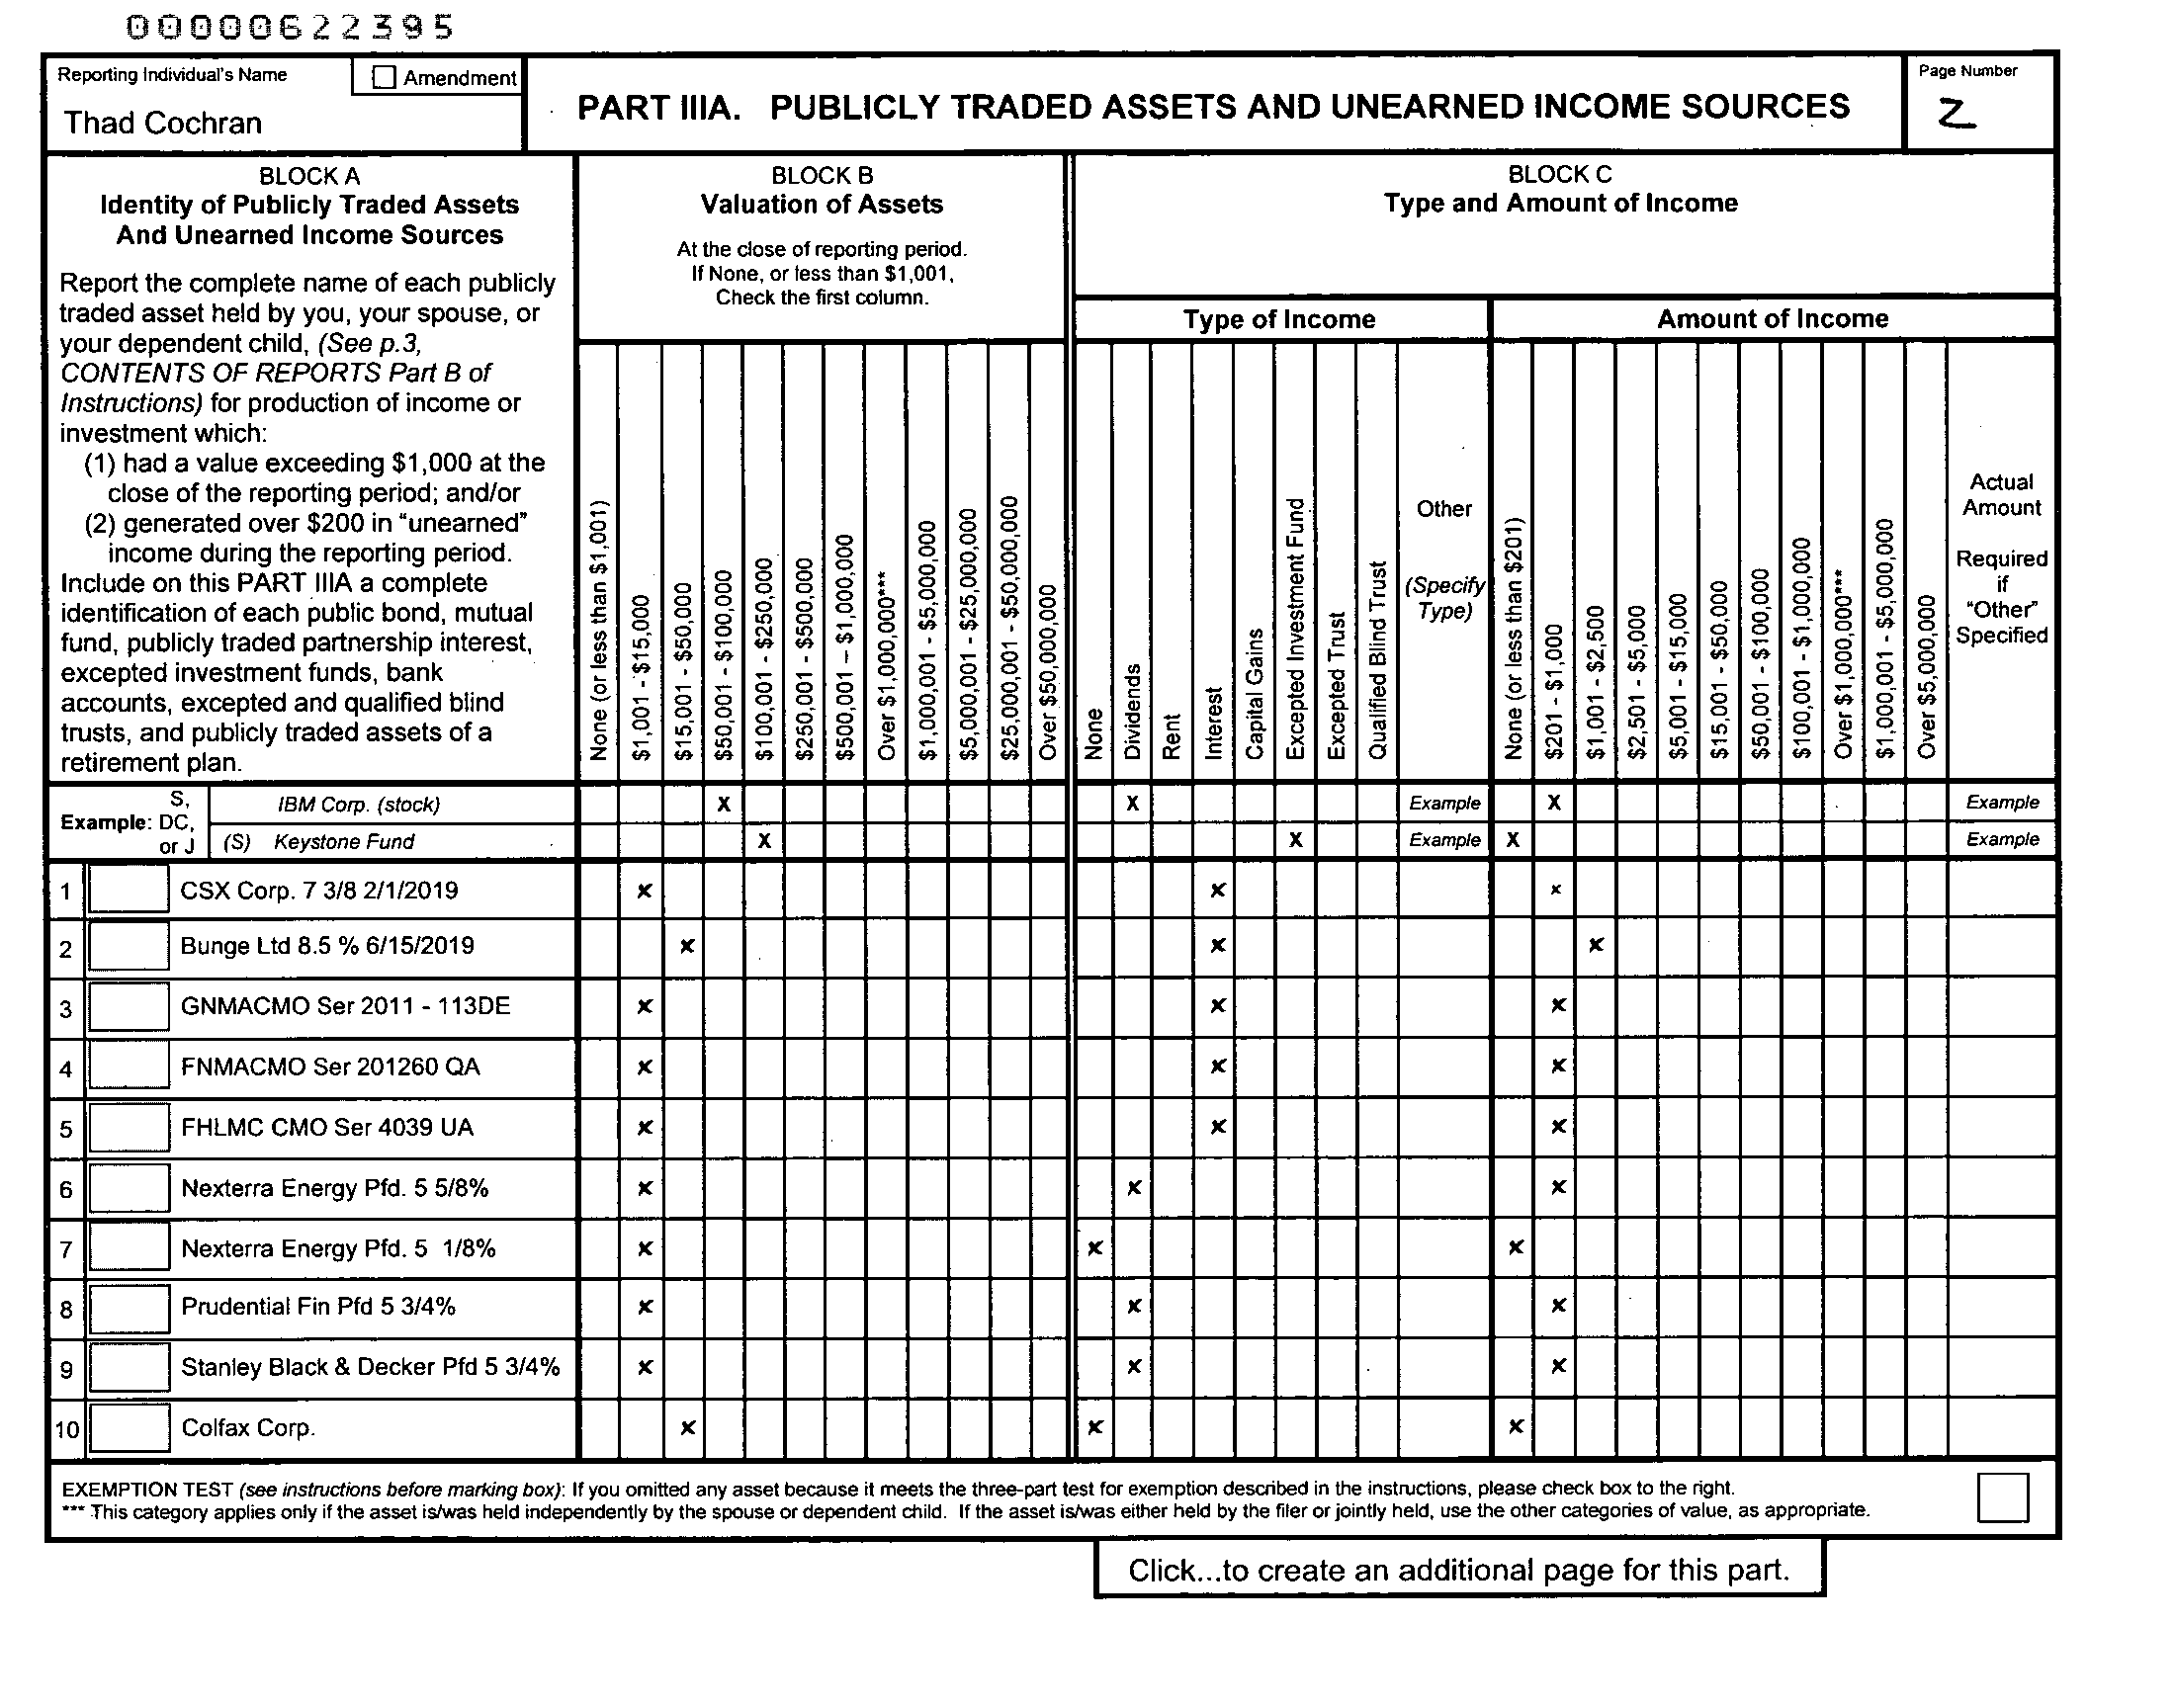 00000622395
Reporting Individual's Name
☐ Amendment
Thad Cochran
PART IIIA. PUBLICLY TRADED ASSETS AND UNEARNED INCOME SOURCES
Page Number
2
BLOCK A
Identity of Publicly Traded Assets
And Unearned Income Sources
Report the complete name of each publicly
traded asset held by you, your spouse, or
your dependent child, (See p.3,
CONTENTS OF REPORTS Part B of
Instructions) for production of income or
investment which:
(1) had a value exceeding $1,000 at the
close of the reporting period; and/or
(2) generated over $200 in "unearned"
income during the reporting period.
Include on this PART IIIA a complete
identification of each public bond, mutual
fund, publicly traded partnership interest,
excepted investment funds, bank
accounts, excepted and qualified blind
trusts, and publicly traded assets of a
retirement plan.
BLOCK B
Valuation of Assets
At the close of reporting period.
If None, or less than $1,001,
Check the first column.
None (or less than $1,001)
$1,001 - $15,000
$15,001 - $50,000
$50,001 - $100,000
$100,001 - $250,000
$250,001 - $500,000
$500,001 – $1,000,000
Over $1,000,000***
$1,000,001 - $5,000,000
$5,000,001 - $25,000,000
$25,000,001 - $50,000,000
Over $50,000,000
BLOCK C
Type and Amount of Income
Type of Income
None
Dividends
Rent
Interest
Capital Gains
Excepted Investment Fund
Excepted Trust
Qualified Blind Trust
Other
(Specify
Type)
Amount of Income
None (or less than $201)
$201 - $1,000
$1,001 - $2,500
$2,501 - $5,000
$5,001 - $15,000
$15,001 - $50,000
$50,001 - $100,000
$100,001 - $1,000,000
Over $1,000,000***
$1,000,001 - $5,000,000
Over $5,000,000
Actual
Amount
Required
if
"Other"
Specified
Example: S, DC, or J
IBM Corp. (stock) X X Example X Example
(S) Keystone Fund X X Example X Example
1 CSX Corp. 7 3/8 2/1/2019 x x x
2 Bunge Ltd 8.5 % 6/15/2019 x x x
3 GNMACMO Ser 2011 - 113DE x x x
4 FNMACMO Ser 201260 QA x x x
5 FHLMC CMO Ser 4039 UA x x x
6 Nexterra Energy Pfd. 5 5/8% x x x
7 Nexterra Energy Pfd. 5 1/8% x x x
8 Prudential Fin Pfd 5 3/4% x x x
9 Stanley Black & Decker Pfd 5 3/4% x x x
10 Colfax Corp. x x x
EXEMPTION TEST (see instructions before marking box): If you omitted any asset because it meets the three-part test for exemption described in the instructions, please check box to the right.
*** This category applies only if the asset is/was held independently by the spouse or dependent child. If the asset is/was either held by the filer or jointly held, use the other categories of value, as appropriate.
Click...to create an additional page for this part.